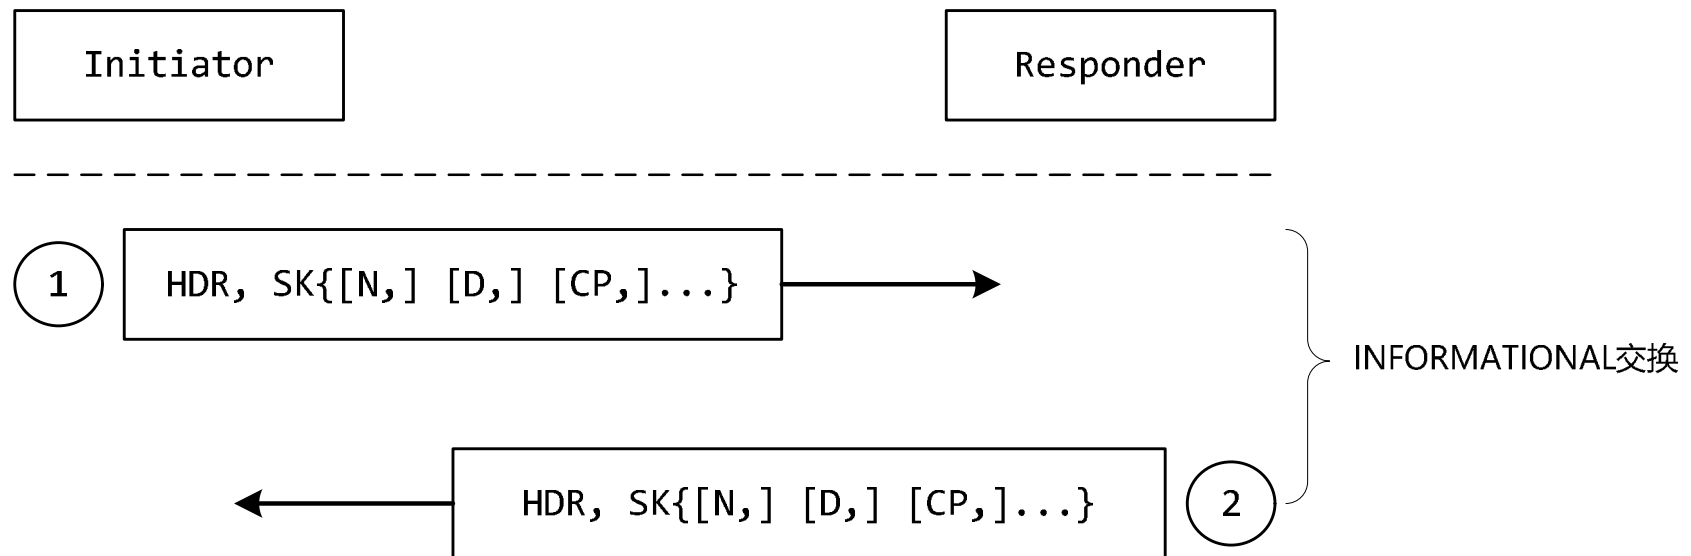 Initiator
Responder
1
HDR, SK{[N,] [D,] [CP,]...}
INFORMATIONAL交换
HDR, SK{[N,] [D,] [CP,]...}
2